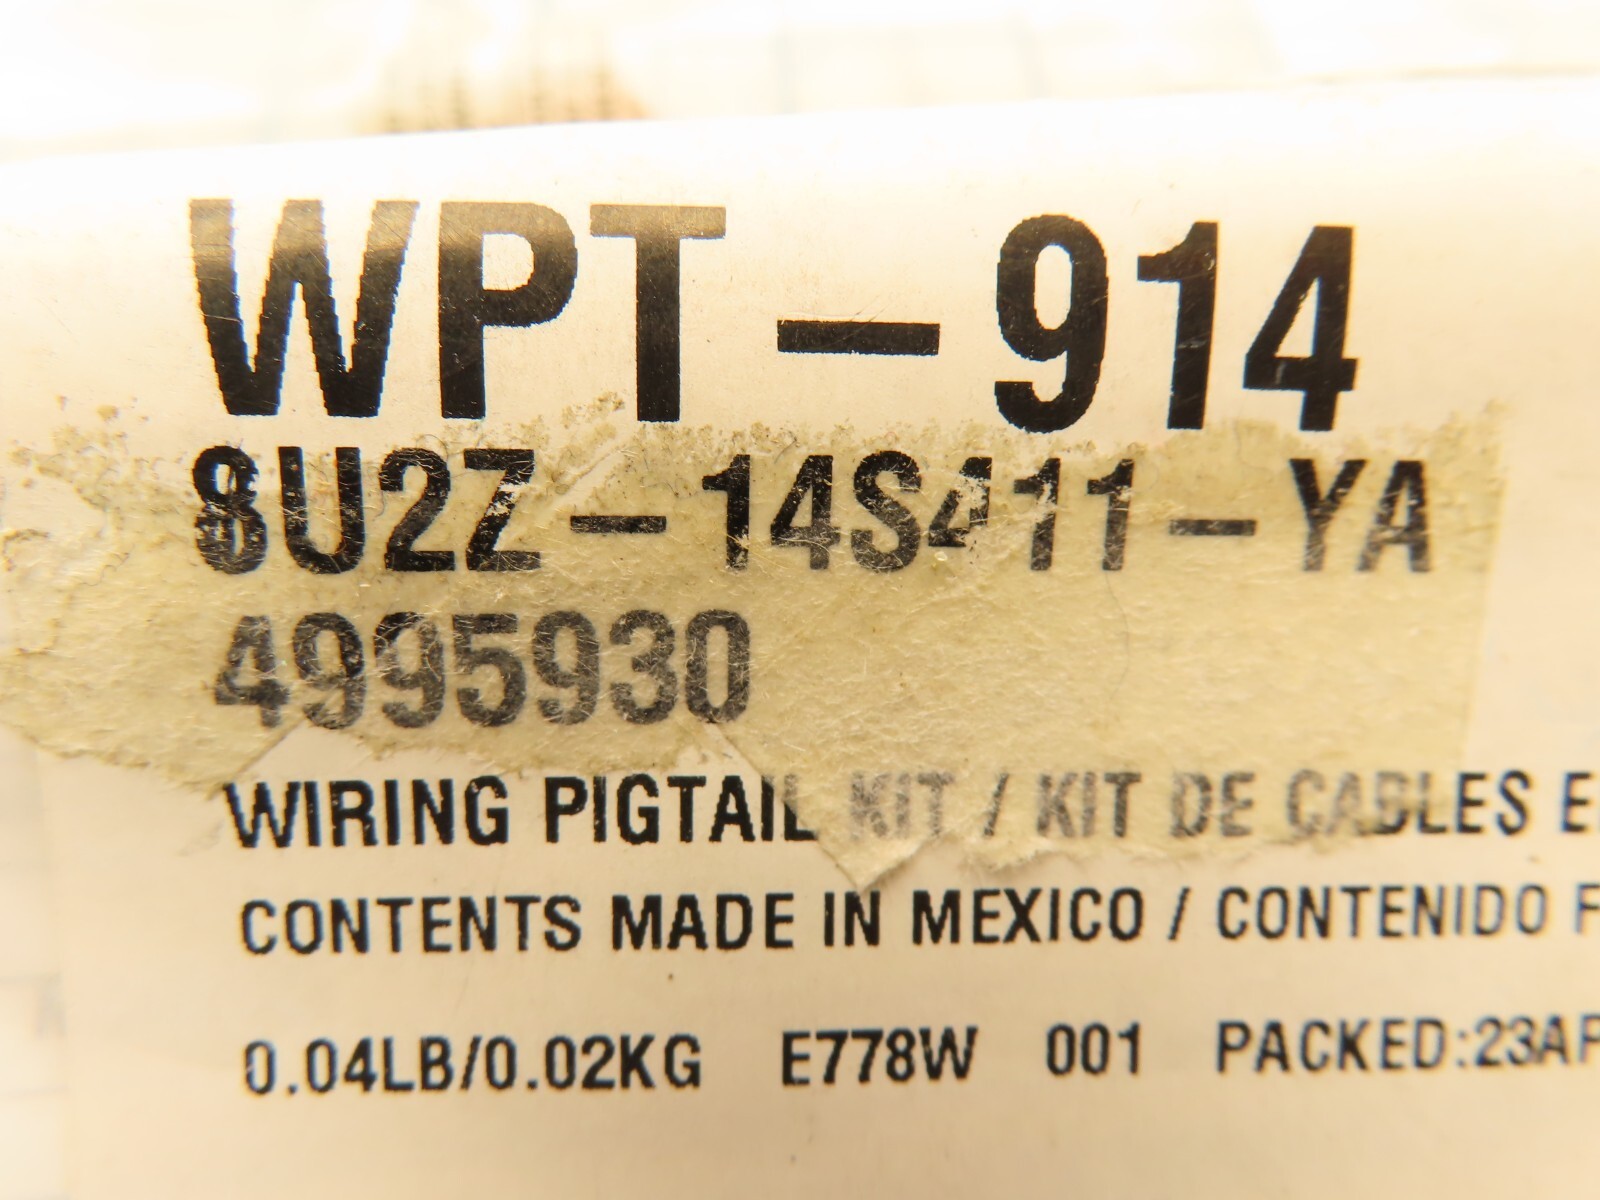 WPT-914
8U2Z-14S411-YA
4995930
WIRING PIGTAIL KIT / KIT DE CABLES E
CONTENTS MADE IN MEXICO / CONTENIDO F
0.04LB/0.02KG E778W 001 PACKED:23AP